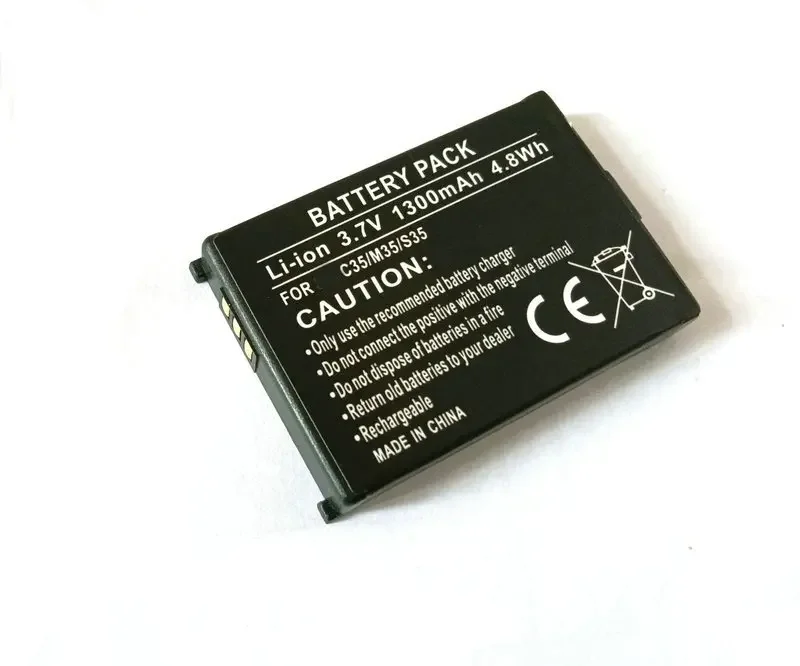 BATTERY PACK
Li-ion 3.7V 1300mAh 4.8Wh
FOR C35/M35/S35
CAUTION:
•Only use the recommended battery charger
•Do not connect the positive with the negative terminal
•Do not dispose of batteries in a fire
•Return old batteries to your dealer
•Rechargeable
MADE IN CHINA
CE